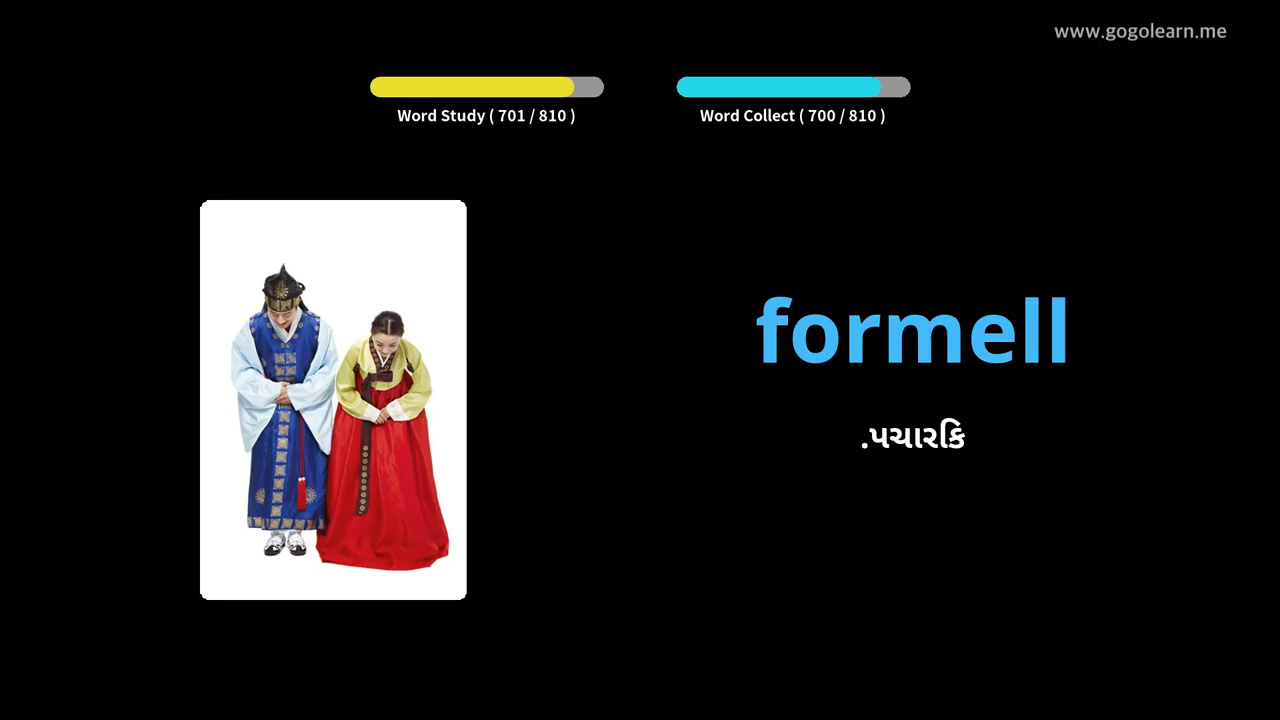 www.gogolearn.me
Word Study ( 701 / 810 )
Word Collect ( 700 / 810 )
formell
.પચારકિ